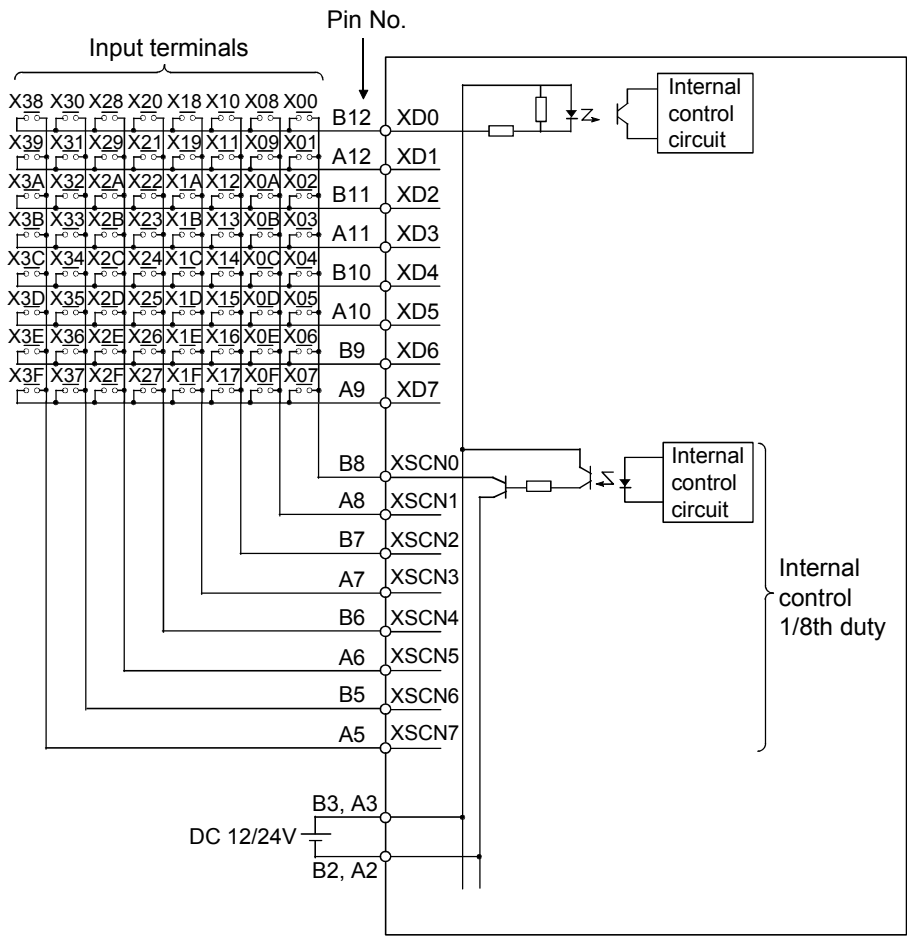 Pin No.
Input terminals
X38 X30 X28 X20 X18 X10 X08 X00
B12 XD0
Internal
control
circuit
X39 X31 X29 X21 X19 X11 X09 X01
A12 XD1
X3A X32 X2A X22 X1A X12 X0A X02
B11 XD2
X3B X33 X2B X23 X1B X13 X0B X03
A11 XD3
X3C X34 X2C X24 X1C X14 X0C X04
B10 XD4
X3D X35 X2D X25 X1D X15 X0D X05
A10 XD5
X3E X36 X2E X26 X1E X16 X0E X06
B9 XD6
X3F X37 X2F X27 X1F X17 X0F X07
A9 XD7
B8 XSCN0
Internal
control
circuit
A8 XSCN1
B7 XSCN2
A7 XSCN3
B6 XSCN4
A6 XSCN5
B5 XSCN6
A5 XSCN7
Internal
control
1/8th duty
B3, A3
DC 12/24V
B2, A2